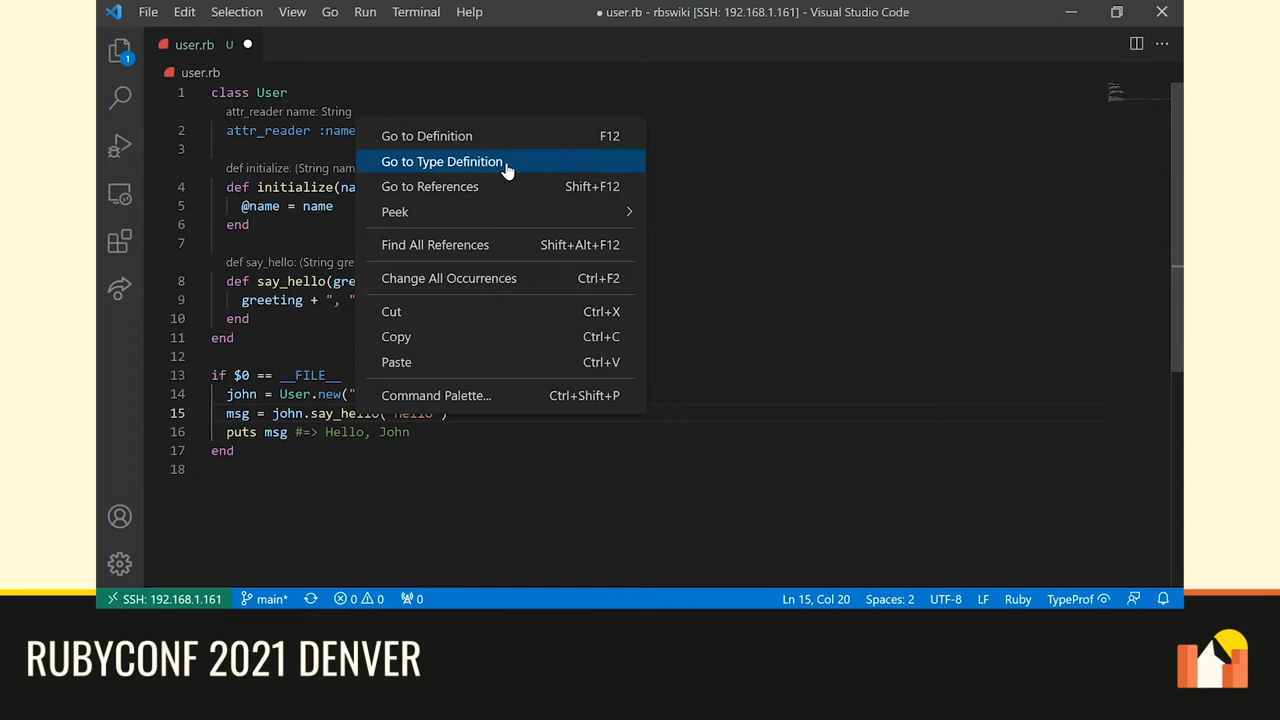 File Edit Selection View Go Run Terminal Help ● user.rb - rbswiki [SSH: 192.168.1.161] - Visual Studio Code
user.rb U ●
1
user.rb
1 class User
attr_reader name: String
2 attr_reader :name
3
def initialize: (String nam
4 def initialize(na
5 @name = name
6 end
7
def say_hello: (String gre
8 def say_hello(gre
9 greeting + ", "
10 end
11 end
12
13 if $0 == __FILE__
14 john = User.new("
15 msg = john.say_hello("Hello")
16 puts msg #=> Hello, John
17 end
18
Go to Definition F12
Go to Type Definition
Go to References Shift+F12
Peek
Find All References Shift+Alt+F12
Change All Occurrences Ctrl+F2
Cut Ctrl+X
Copy Ctrl+C
Paste Ctrl+V
Command Palette... Ctrl+Shift+P
SSH: 192.168.1.161 main* 0 0 0 Ln 15, Col 20 Spaces: 2 UTF-8 LF Ruby TypeProf
RUBYCONF 2021 DENVER